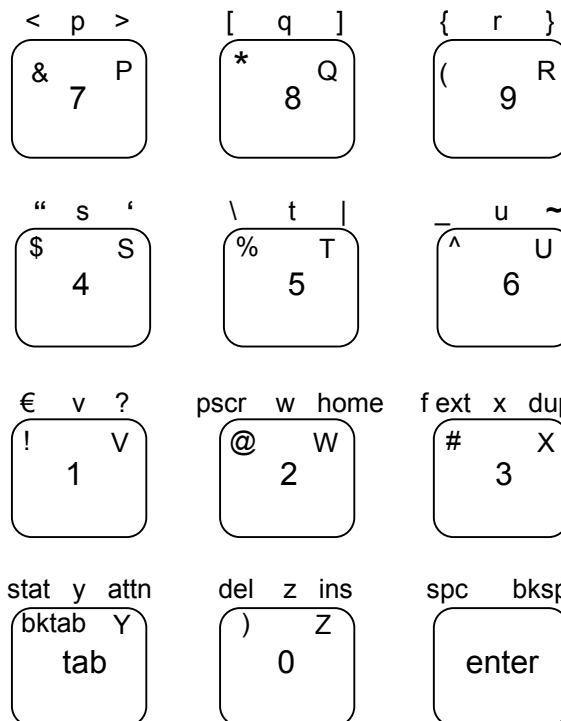 < p > [ q ] { r }
& P * Q ( R
7 8 9
“ s ‘ \ t | _ u ~
$ S % T ^ U
4 5 6
€ v ? pscr w home f ext x dup
! V @ W # X
1 2 3
stat y attn del z ins spc bksp
bktab Y ) Z
tab 0 enter